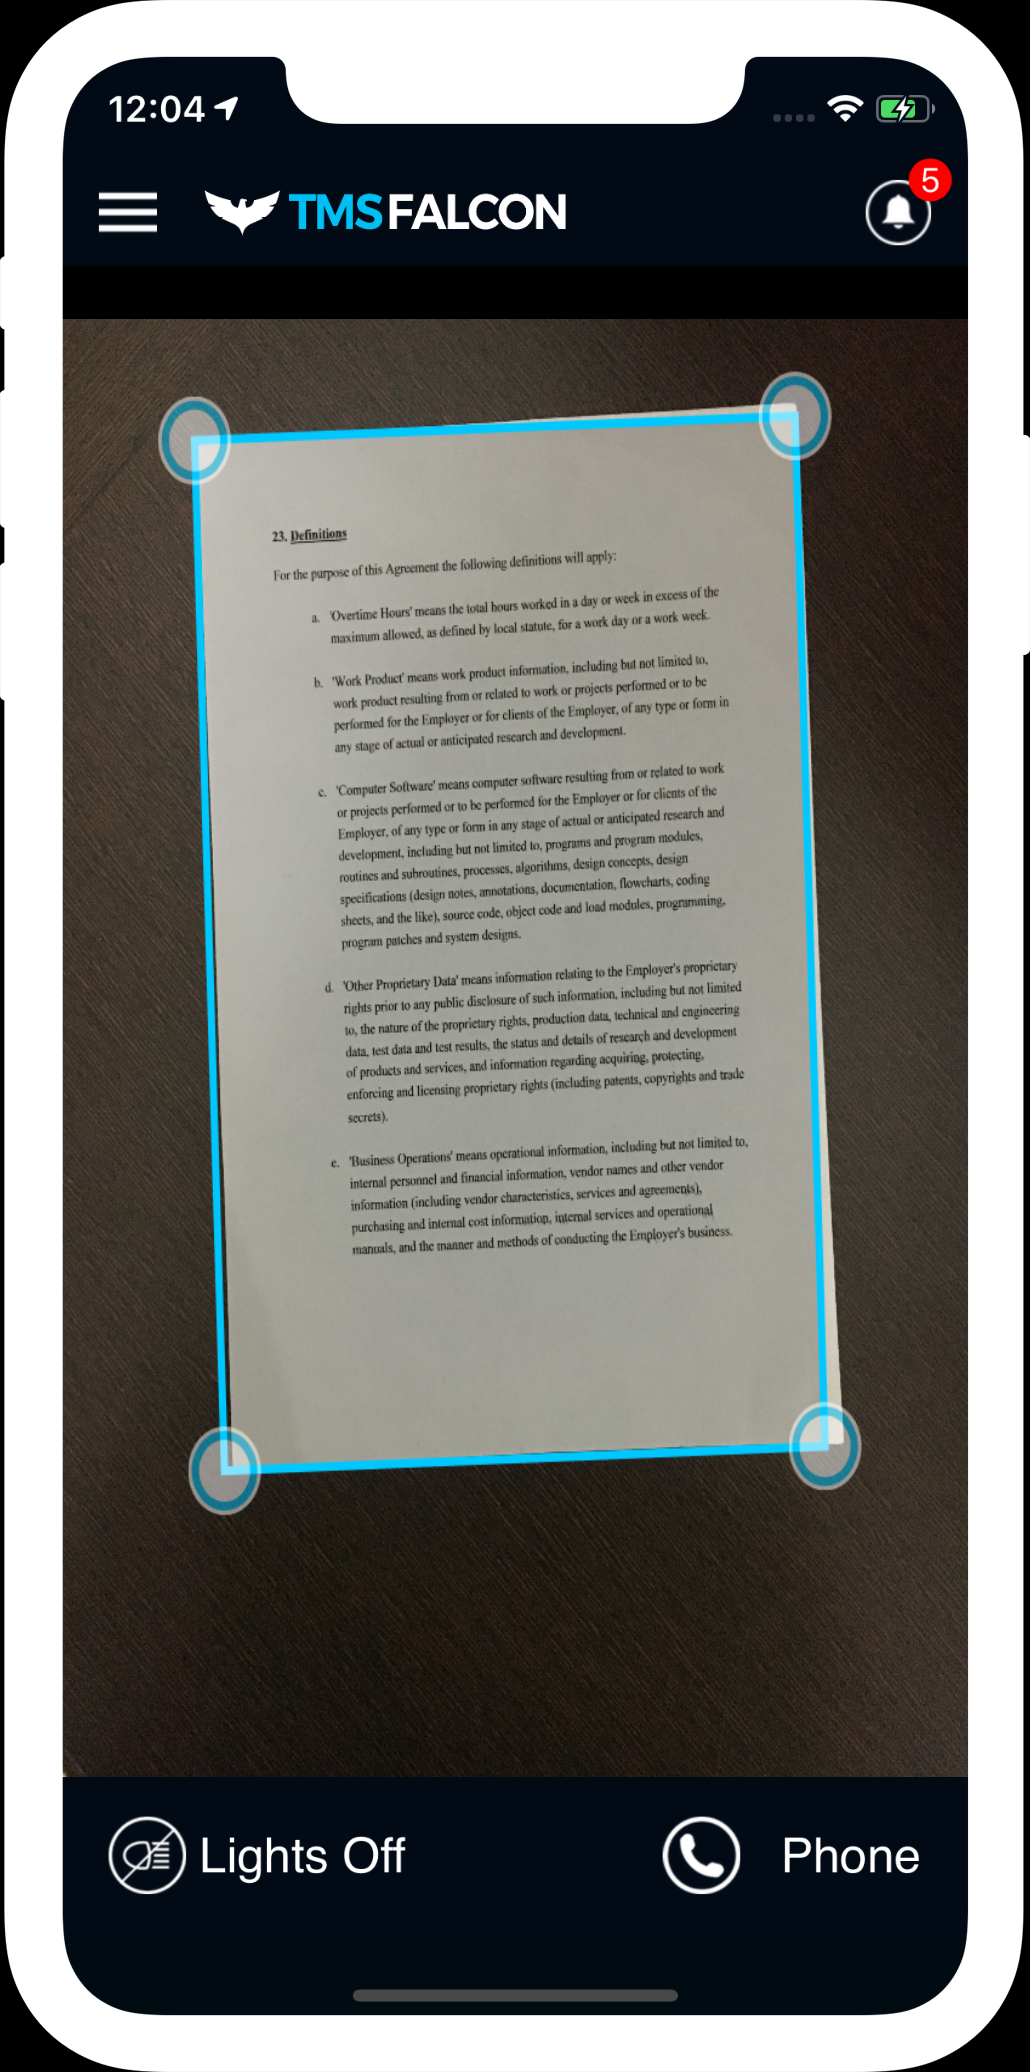 12:04
TMSFALCON
5
23. Definitions
For the purpose of this Agreement the following definitions will apply:
a. 'Overtime Hours' means the total hours worked in a day or week in excess of the
maximum allowed, as defined by local statute, for a work day or a work week.
b. 'Work Product' means work product information, including but not limited to,
work product resulting from or related to work or projects performed or to be
performed for the Employer or for clients of the Employer, of any type or form in
any stage of actual or anticipated research and development.
c. 'Computer Software' means computer software resulting from or related to work
or projects performed or to be performed for the Employer or for clients of the
Employer, of any type or form in any stage of actual or anticipated research and
development, including but not limited to, programs and program modules,
routines and subroutines, processes, algorithms, design concepts, design
specifications (design notes, annotations, documentation, flowcharts, coding
sheets, and the like), source code, object code and load modules, programming,
program patches and system designs.
d. 'Other Proprietary Data' means information relating to the Employer's proprietary
rights prior to any public disclosure of such information, including but not limited
to, the nature of the proprietary rights, production data, technical and engineering
data, test data and test results, the status and details of research and development
of products and services, and information regarding acquiring, protecting,
enforcing and licensing proprietary rights (including patents, copyrights and trade
secrets).
e. 'Business Operations' means operational information, including but not limited to,
internal personnel and financial information, vendor names and other vendor
information (including vendor characteristics, services and agreements),
purchasing and internal cost information, internal services and operational
manuals, and the manner and methods of conducting the Employer's business.
Lights Off
Phone